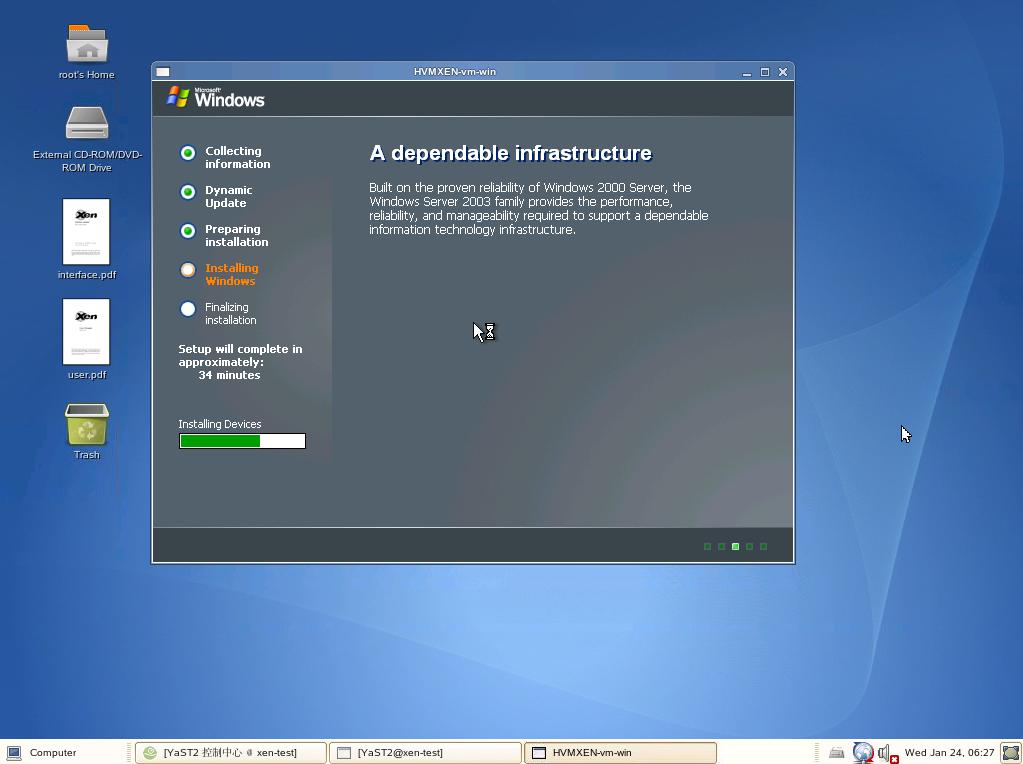 root's Home
External CD-ROM/DVD-
ROM Drive
Xen
interface.pdf
Xen
user.pdf
Trash
HVMXEN-vm-win
Microsoft
Windows
Collecting
information
Dynamic
Update
Preparing
installation
Installing
Windows
Finalizing
installation
Setup will complete in
approximately:
34 minutes
Installing Devices
A dependable infrastructure
Built on the proven reliability of Windows 2000 Server, the
Windows Server 2003 family provides the performance,
reliability, and manageability required to support a dependable
information technology infrastructure.
Computer
[YaST2 控制中心 @ xen-test]
[YaST2@xen-test]
HVMXEN-vm-win
Wed Jan 24, 06:27